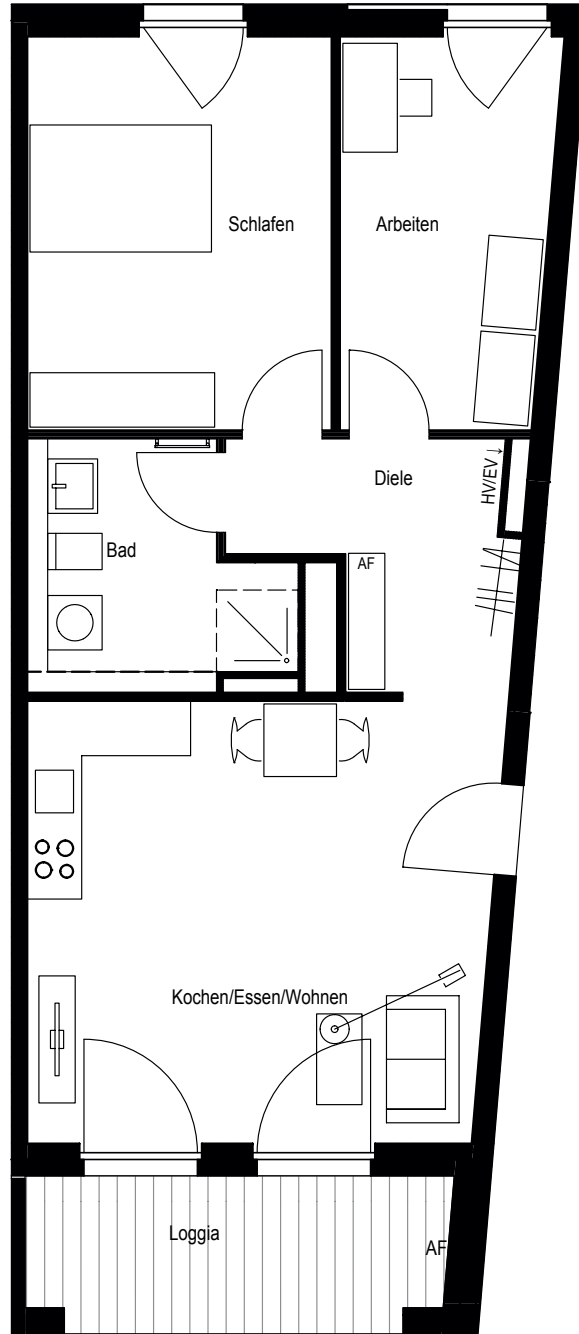 Schlafen
Arbeiten
Diele
HV/EV↓
Bad
AF
Kochen/Essen/Wohnen
Loggia
AF